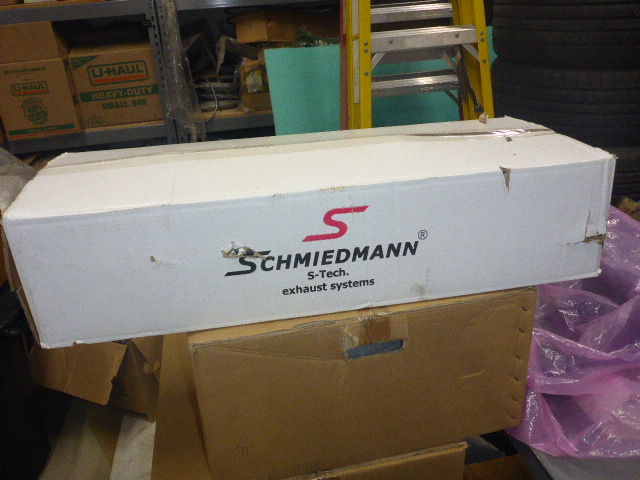 U-HAUL
U-HAUL
HEAVY-DUTY
SMALL BOX
S
SCHMIEDMANN®
S-Tech.
exhaust systems